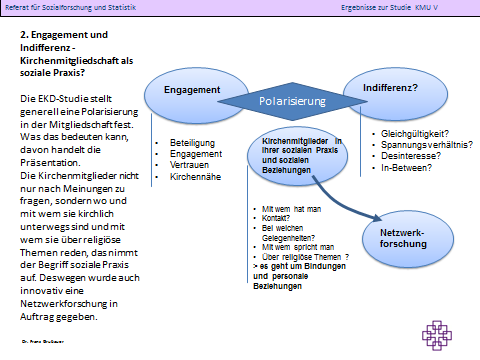 Referat für Sozialforschung und Statistik
Ergebnisse zur Studie KMU V
2. Engagement und
Indifferenz -
Kirchenmitgliedschaft als
soziale Praxis?
Die EKD-Studie stellt
generell eine Polarisierung
in der Mitgliedschaft fest.
Was das bedeuten kann,
davon handelt die
Präsentation.
Die Kirchenmitglieder nicht
nur nach Meinungen zu
fragen, sondern wo und
mit wem sie kirchlich
unterwegs sind und mit
wem sie über religiöse
Themen reden, das nimmt
der Begriff soziale Praxis
auf. Deswegen wurde auch
innovativ eine
Netzwerkforschung in
Auftrag gegeben.
Engagement
Polarisierung
Indifferenz?
• Beteiligung
• Engagement
• Vertrauen
• Kirchennähe
Kirchenmitglieder in
ihrer sozialen Praxis
und sozialen
Beziehungen
• Gleichgültigkeit?
• Spannungsverhältnis?
• Desinteresse?
• In-Between?
• Mit wem hat man
• Kontakt?
• Bei welchen
Gelegenheiten?
• Mit wem spricht man
• Über religiöse Themen ?
> es geht um Bindungen
und personale
Beziehungen
Netzwerk-
forschung
Dr. Franz Grubauer